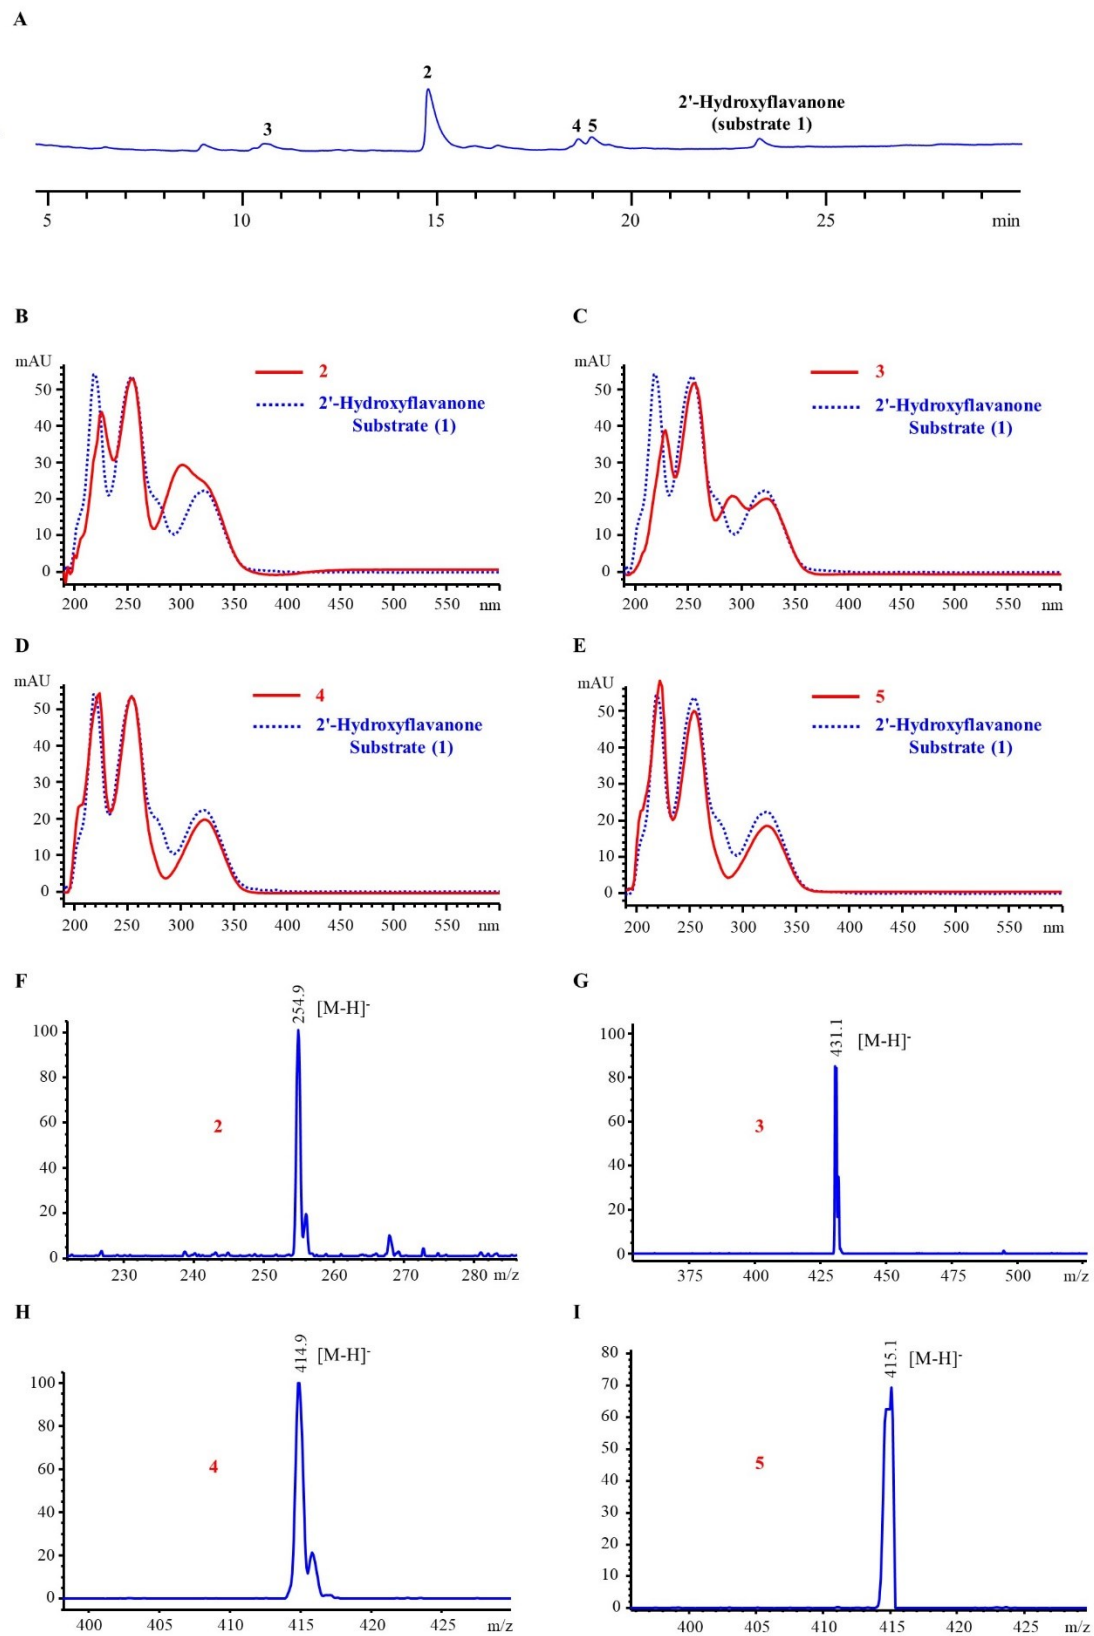 A
2
3
4 5
2'-Hydroxyflavanone
(substrate 1)
5 10 15 20 25 min
B
C
mAU
50
40
30
20
10
0
2
2'-Hydroxyflavanone
Substrate (1)
200 250 300 350 400 450 500 550 nm
mAU
50
40
30
20
10
0
3
2'-Hydroxyflavanone
Substrate (1)
200 250 300 350 400 450 500 550 nm
D
E
mAU
50
40
30
20
10
0
4
2'-Hydroxyflavanone
Substrate (1)
200 250 300 350 400 450 500 550 nm
mAU
50
40
30
20
10
0
5
2'-Hydroxyflavanone
Substrate (1)
200 250 300 350 400 450 500 550 nm
F
G
254.9
[M-H]-
100
80
60
40
20
0
2
230 240 250 260 270 280 m/z
431.1
[M-H]-
100
80
60
40
20
0
3
375 400 425 450 475 500 m/z
H
I
414.9
[M-H]-
100
80
60
40
20
0
4
400 405 410 415 420 425 m/z
415.1
[M-H]-
80
70
60
50
40
30
20
10
0
5
400 405 410 415 420 425 m/z